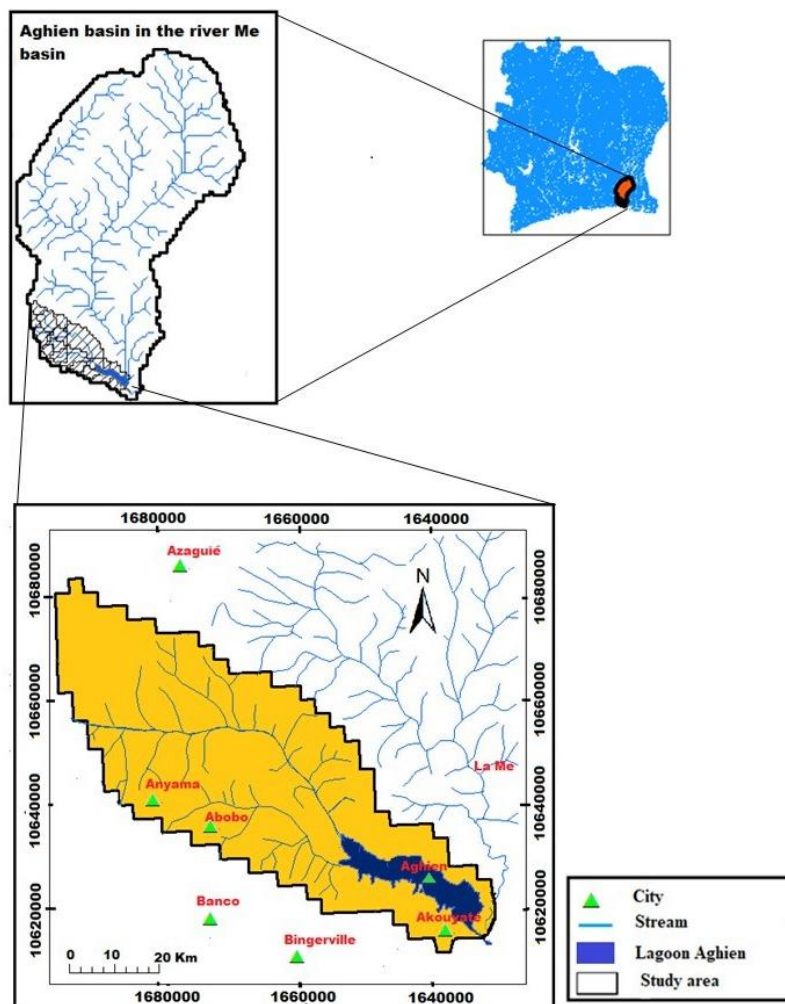 Aghien basin in the river Me
basin
1680000 1660000 1640000
Azaguié
N
10680000 10680000
10660000 10660000
La Me
10640000 10640000
Anyama
Abobo
Aghien
10620000 10620000
Banco
Akouyaté
Bingerville
0 10 20 Km
1680000 1660000 1640000
City
Stream
Lagoon Aghien
Study area